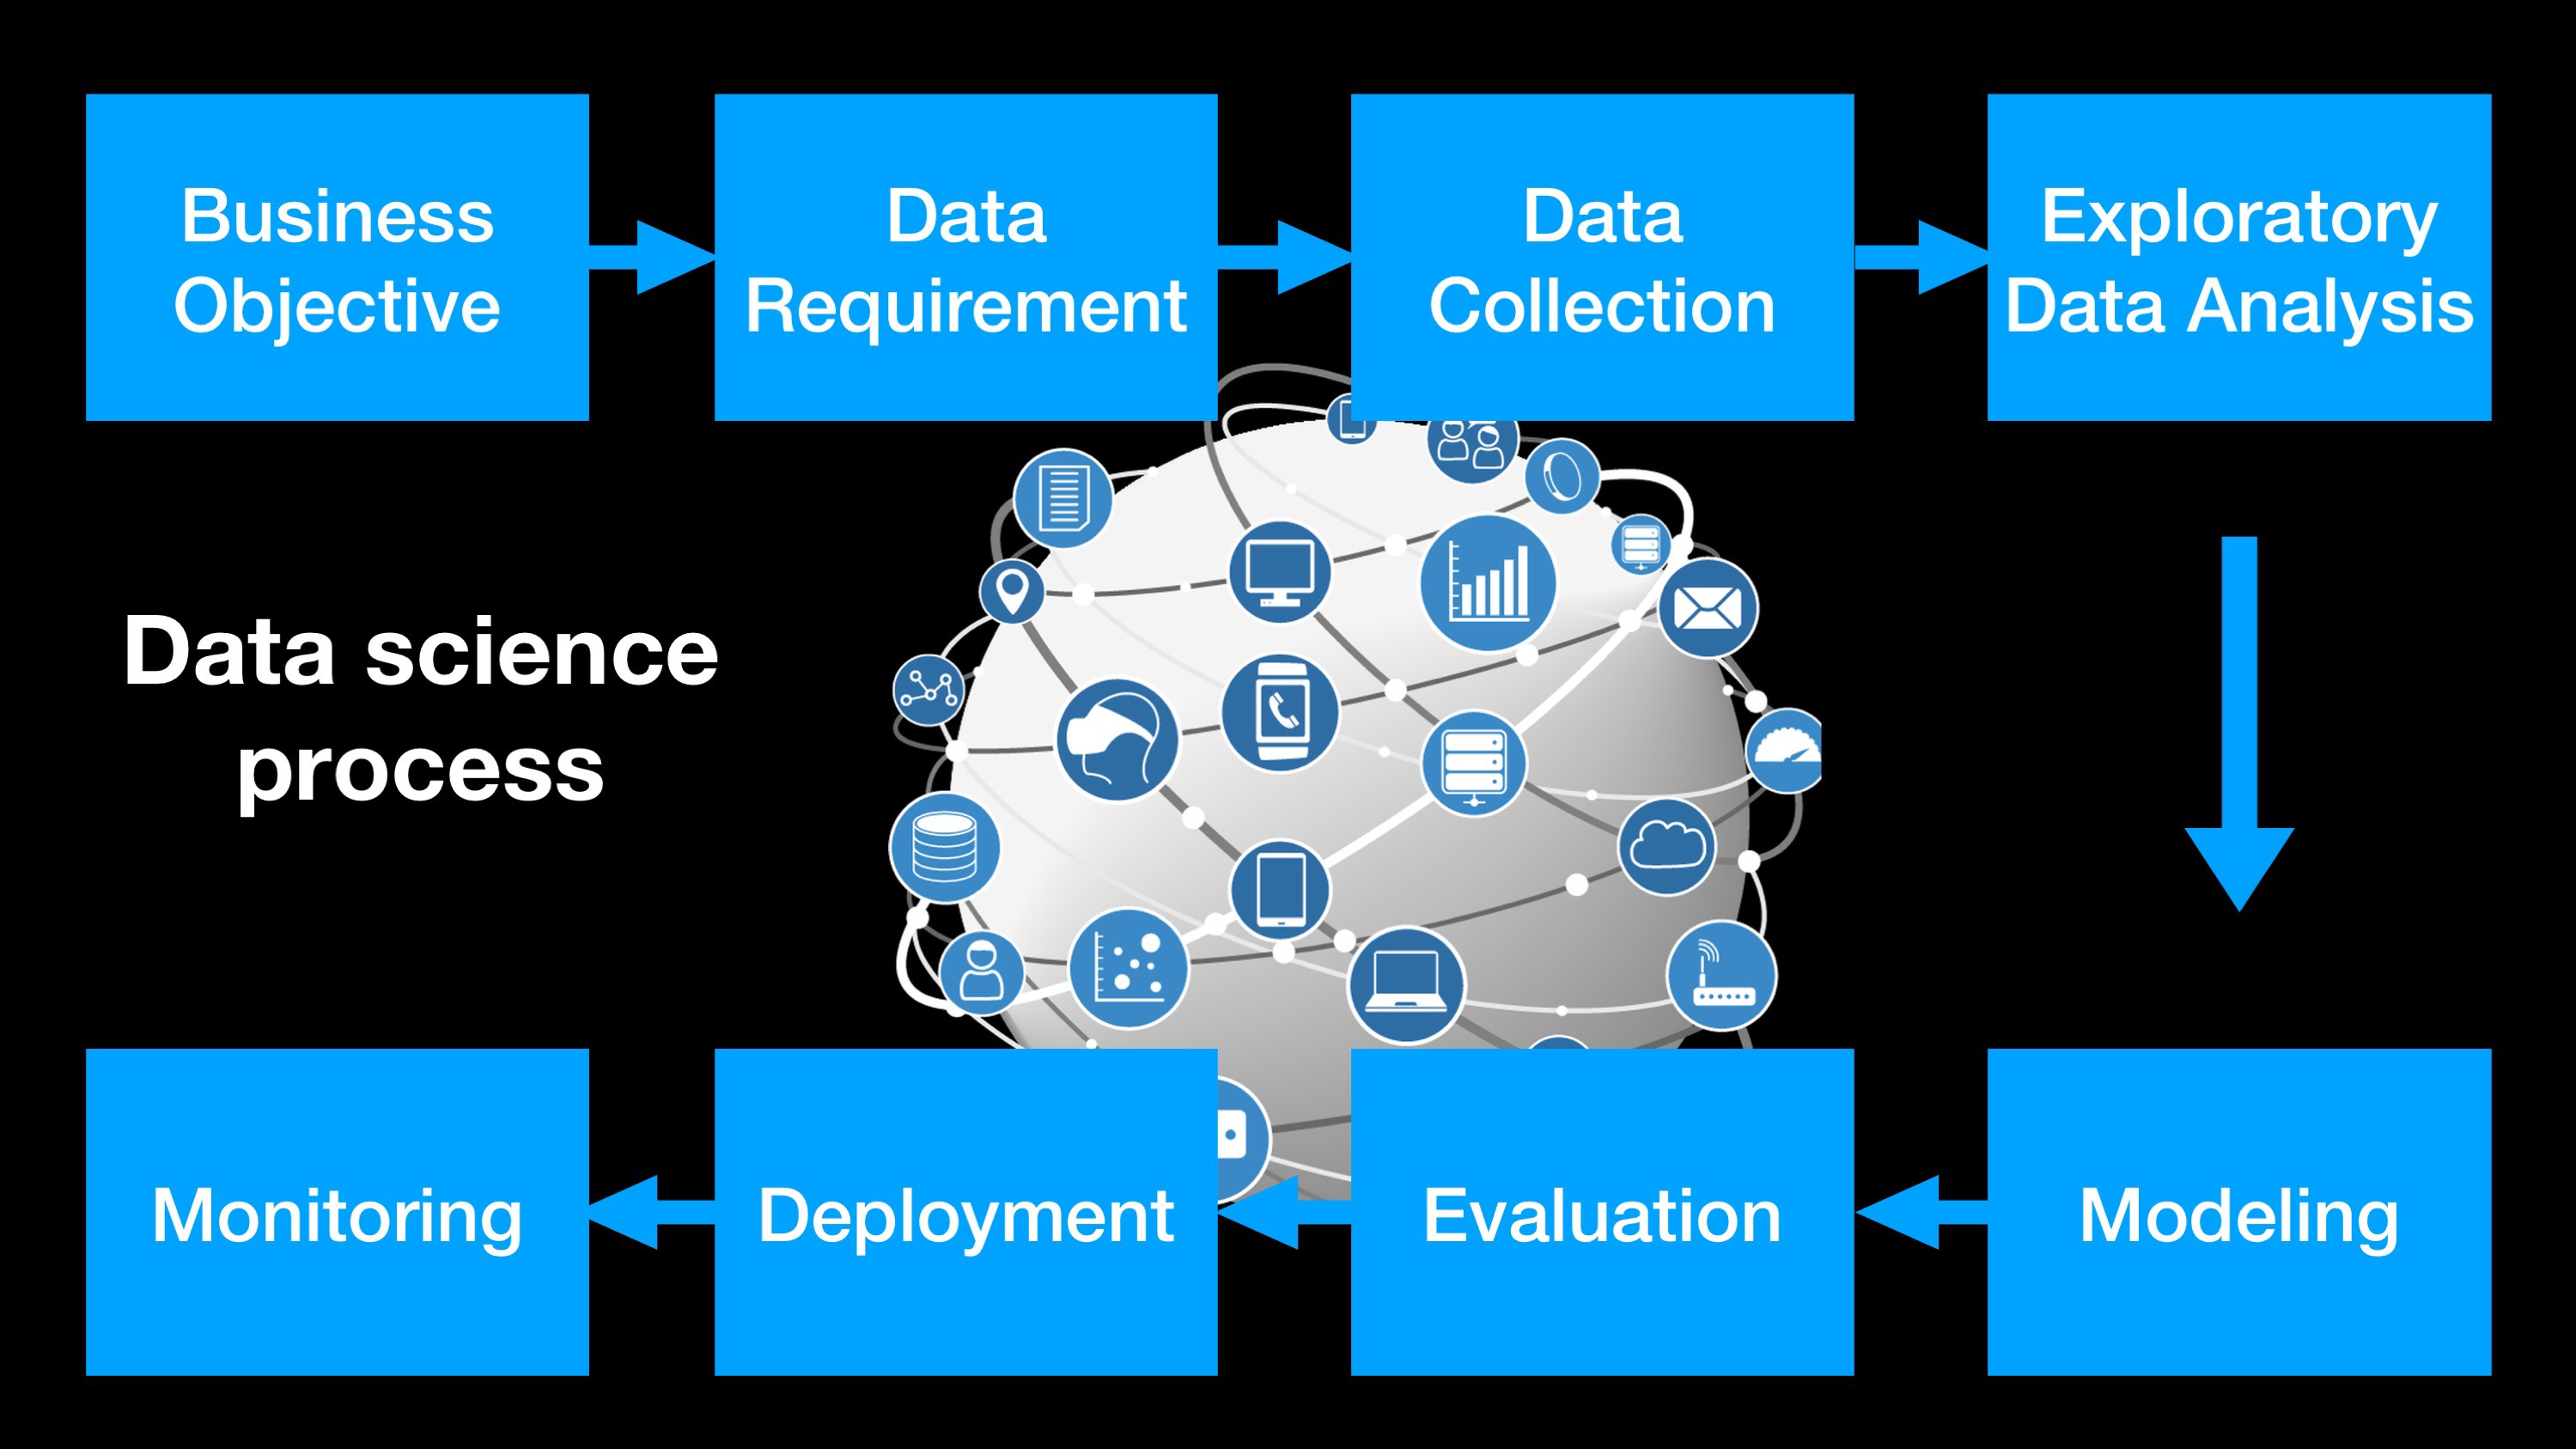 Business
Objective
Data
Requirement
Data
Collection
Exploratory
Data Analysis
Data science
process
Monitoring
Deployment
Evaluation
Modeling